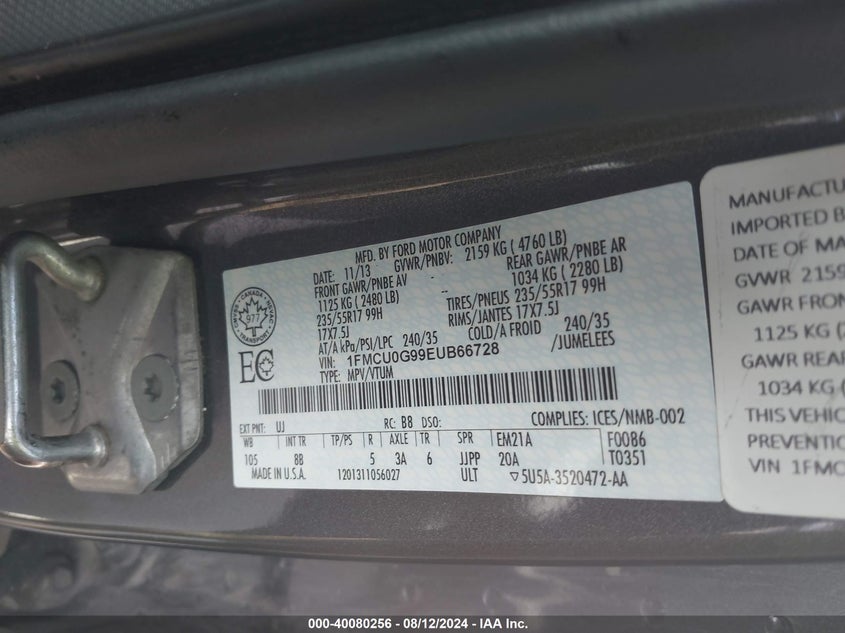 MFD. BY FORD MOTOR COMPANY
DATE: 11/13 GVWR/PNBV: 2159 KG ( 4760 LB)
FRONT GAWR/PNBE AV REAR GAWR/PNBE AR
1125 KG ( 2480 LB) -- 1034 KG ( 2280 LB)
235/55R17 99H -- TIRES/PNEUS 235/55R17 99H
17X7.5J RIMS/JANTES 17X7.5J
AT/A kPa/PSI/LPC 240/35 COLD/A FROID 240/35
VIN: 1FMCU0G99EUB66728 /JUMELEES
TYPE: MPV/VTUM
CANADA
977
TRANSPORT
EC
EXT PNT: UJ RC: B8 DSO: COMPLIES: ICES/NMB-002
WB INT TR TP/PS R AXLE TR SPR EM21A F0086
105 8B 5 3A 6 JJPP 20A T0351
MADE IN U.S.A. 1201311056027 ULT ▽5U5A-3520472-AA
MANUFACTU
IMPORTED B
DATE OF MA
GVWR 2159
GAWR FRON
1125 KG (
GAWR REAR
1034 KG (
THIS VEHIC
PREVENTION
VIN 1FMC
000-40080256 - 08/12/2024 - IAA Inc.